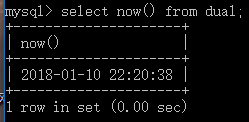 mysql> select now() from dual;
+---------------------+
| now()               |
+---------------------+
| 2018-01-10 22:20:38 |
+---------------------+
1 row in set (0.00 sec)